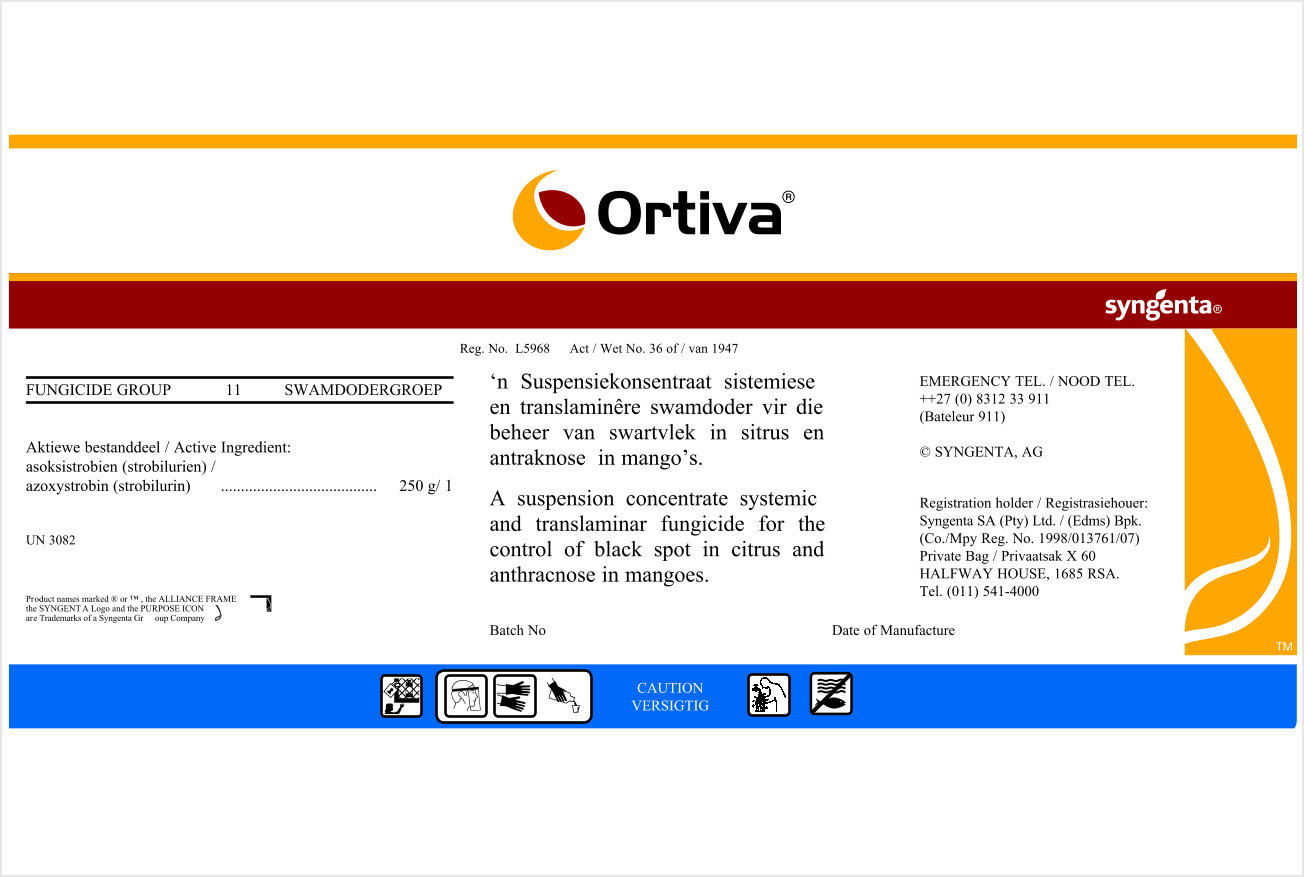 Ortiva®
syngenta®
Reg. No. L5968 Act / Wet No. 36 of / van 1947
FUNGICIDE GROUP 11 SWAMDODERGROEP
Aktiewe bestanddeel / Active Ingredient:
asoksistrobien (strobilurien) /
azoxystrobin (strobilurin) ....................................... 250 g/ 1
UN 3082
Product names marked ® or ™ , the ALLIANCE FRAME
the SYNGENT A Logo and the PURPOSE ICON
are Trademarks of a Syngenta Gr oup Company
‘n Suspensiekonsentraat sistemiese
en translaminêre swamdoder vir die
beheer van swartvlek in sitrus en
antraknose in mango’s.
A suspension concentrate systemic
and translaminar fungicide for the
control of black spot in citrus and
anthracnose in mangoes.
Batch No
Date of Manufacture
EMERGENCY TEL. / NOOD TEL.
++27 (0) 8312 33 911
(Bateleur 911)
© SYNGENTA, AG
Registration holder / Registrasiehouer:
Syngenta SA (Pty) Ltd. / (Edms) Bpk.
(Co./Mpy Reg. No. 1998/013761/07)
Private Bag / Privaatsak X 60
HALFWAY HOUSE, 1685 RSA.
Tel. (011) 541-4000
TM
CAUTION
VERSIGTIG